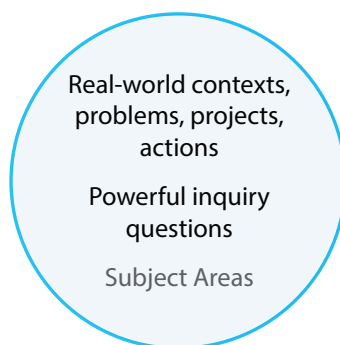 Real-world contexts,
problems, projects,
actions
Powerful inquiry
questions
Subject Areas